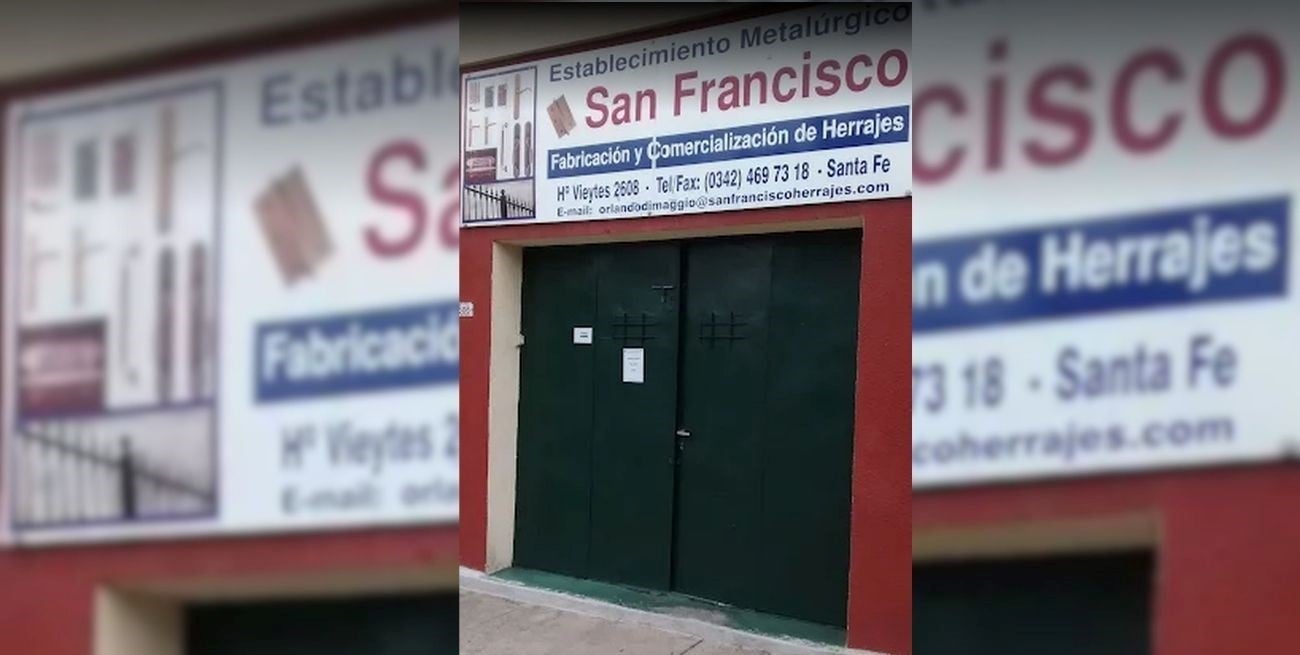 Establecimiento Metalúrgico
San Francisco
Fabricación y Comercialización de Herrajes
Hº Vieytes 2608 - Tel/Fax: (0342) 469 73 18 - Santa Fe
E-mail: orlandodimaggio@sanfranciscoherrajes.com